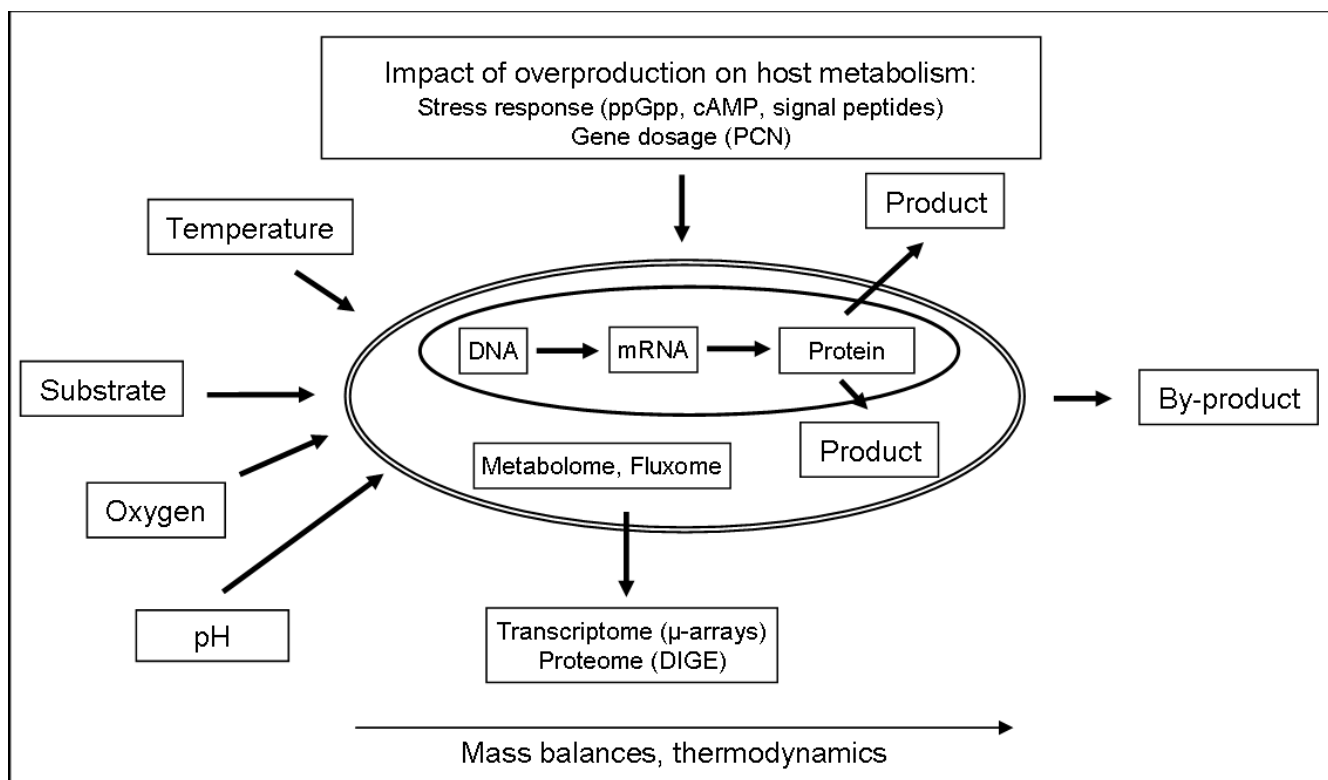 Impact of overproduction on host metabolism:
Stress response (ppGpp, cAMP, signal peptides)
Gene dosage (PCN)
Product
Temperature
DNA
mRNA
Protein
Substrate
By-product
Product
Metabolome, Fluxome
Oxygen
Transcriptome (µ-arrays)
Proteome (DIGE)
pH
Mass balances, thermodynamics